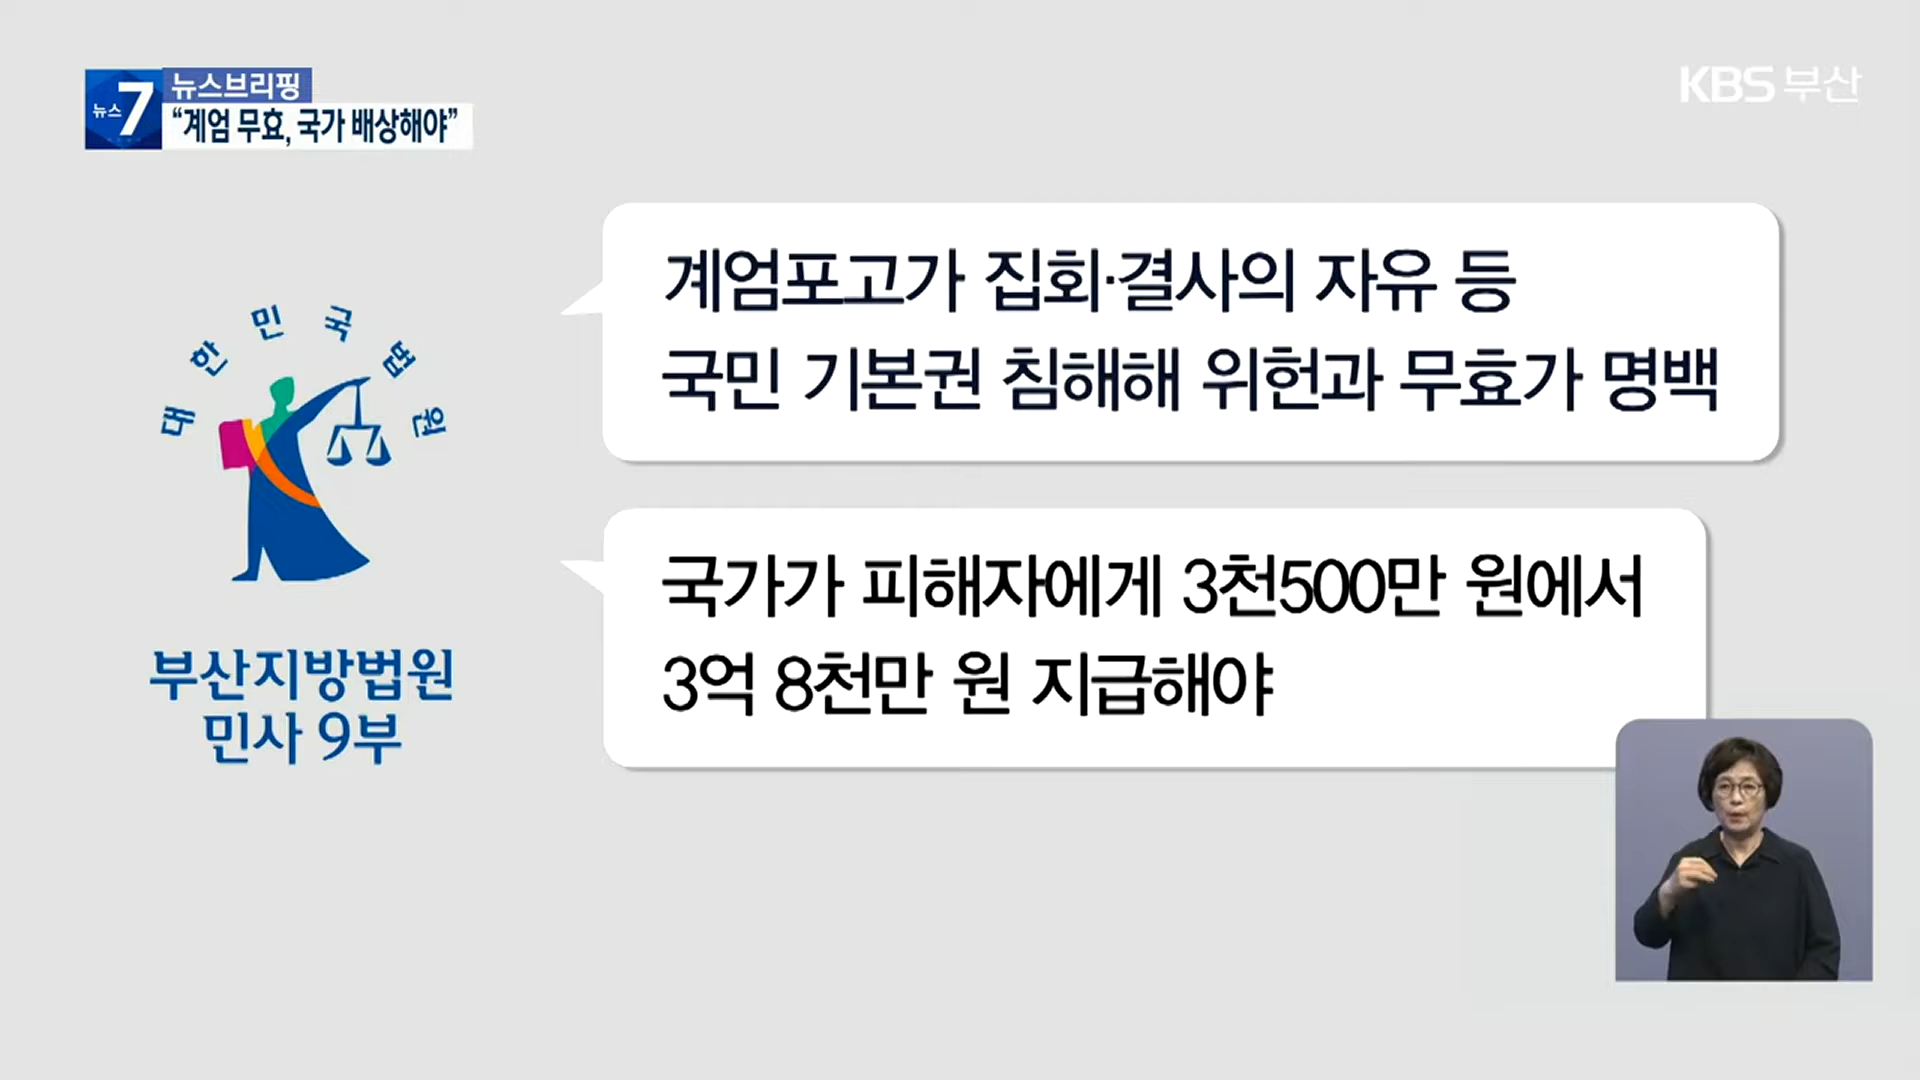 뉴스브리핑
뉴스 7
“계엄 무효, 국가 배상해야”
KBS 부산
계엄포고가 집회·결사의 자유 등
국민 기본권 침해해 위헌과 무효가 명백
대한민국법원
국가가 피해자에게 3천500만 원에서
3억 8천만 원 지급해야
부산지방법원
민사 9부